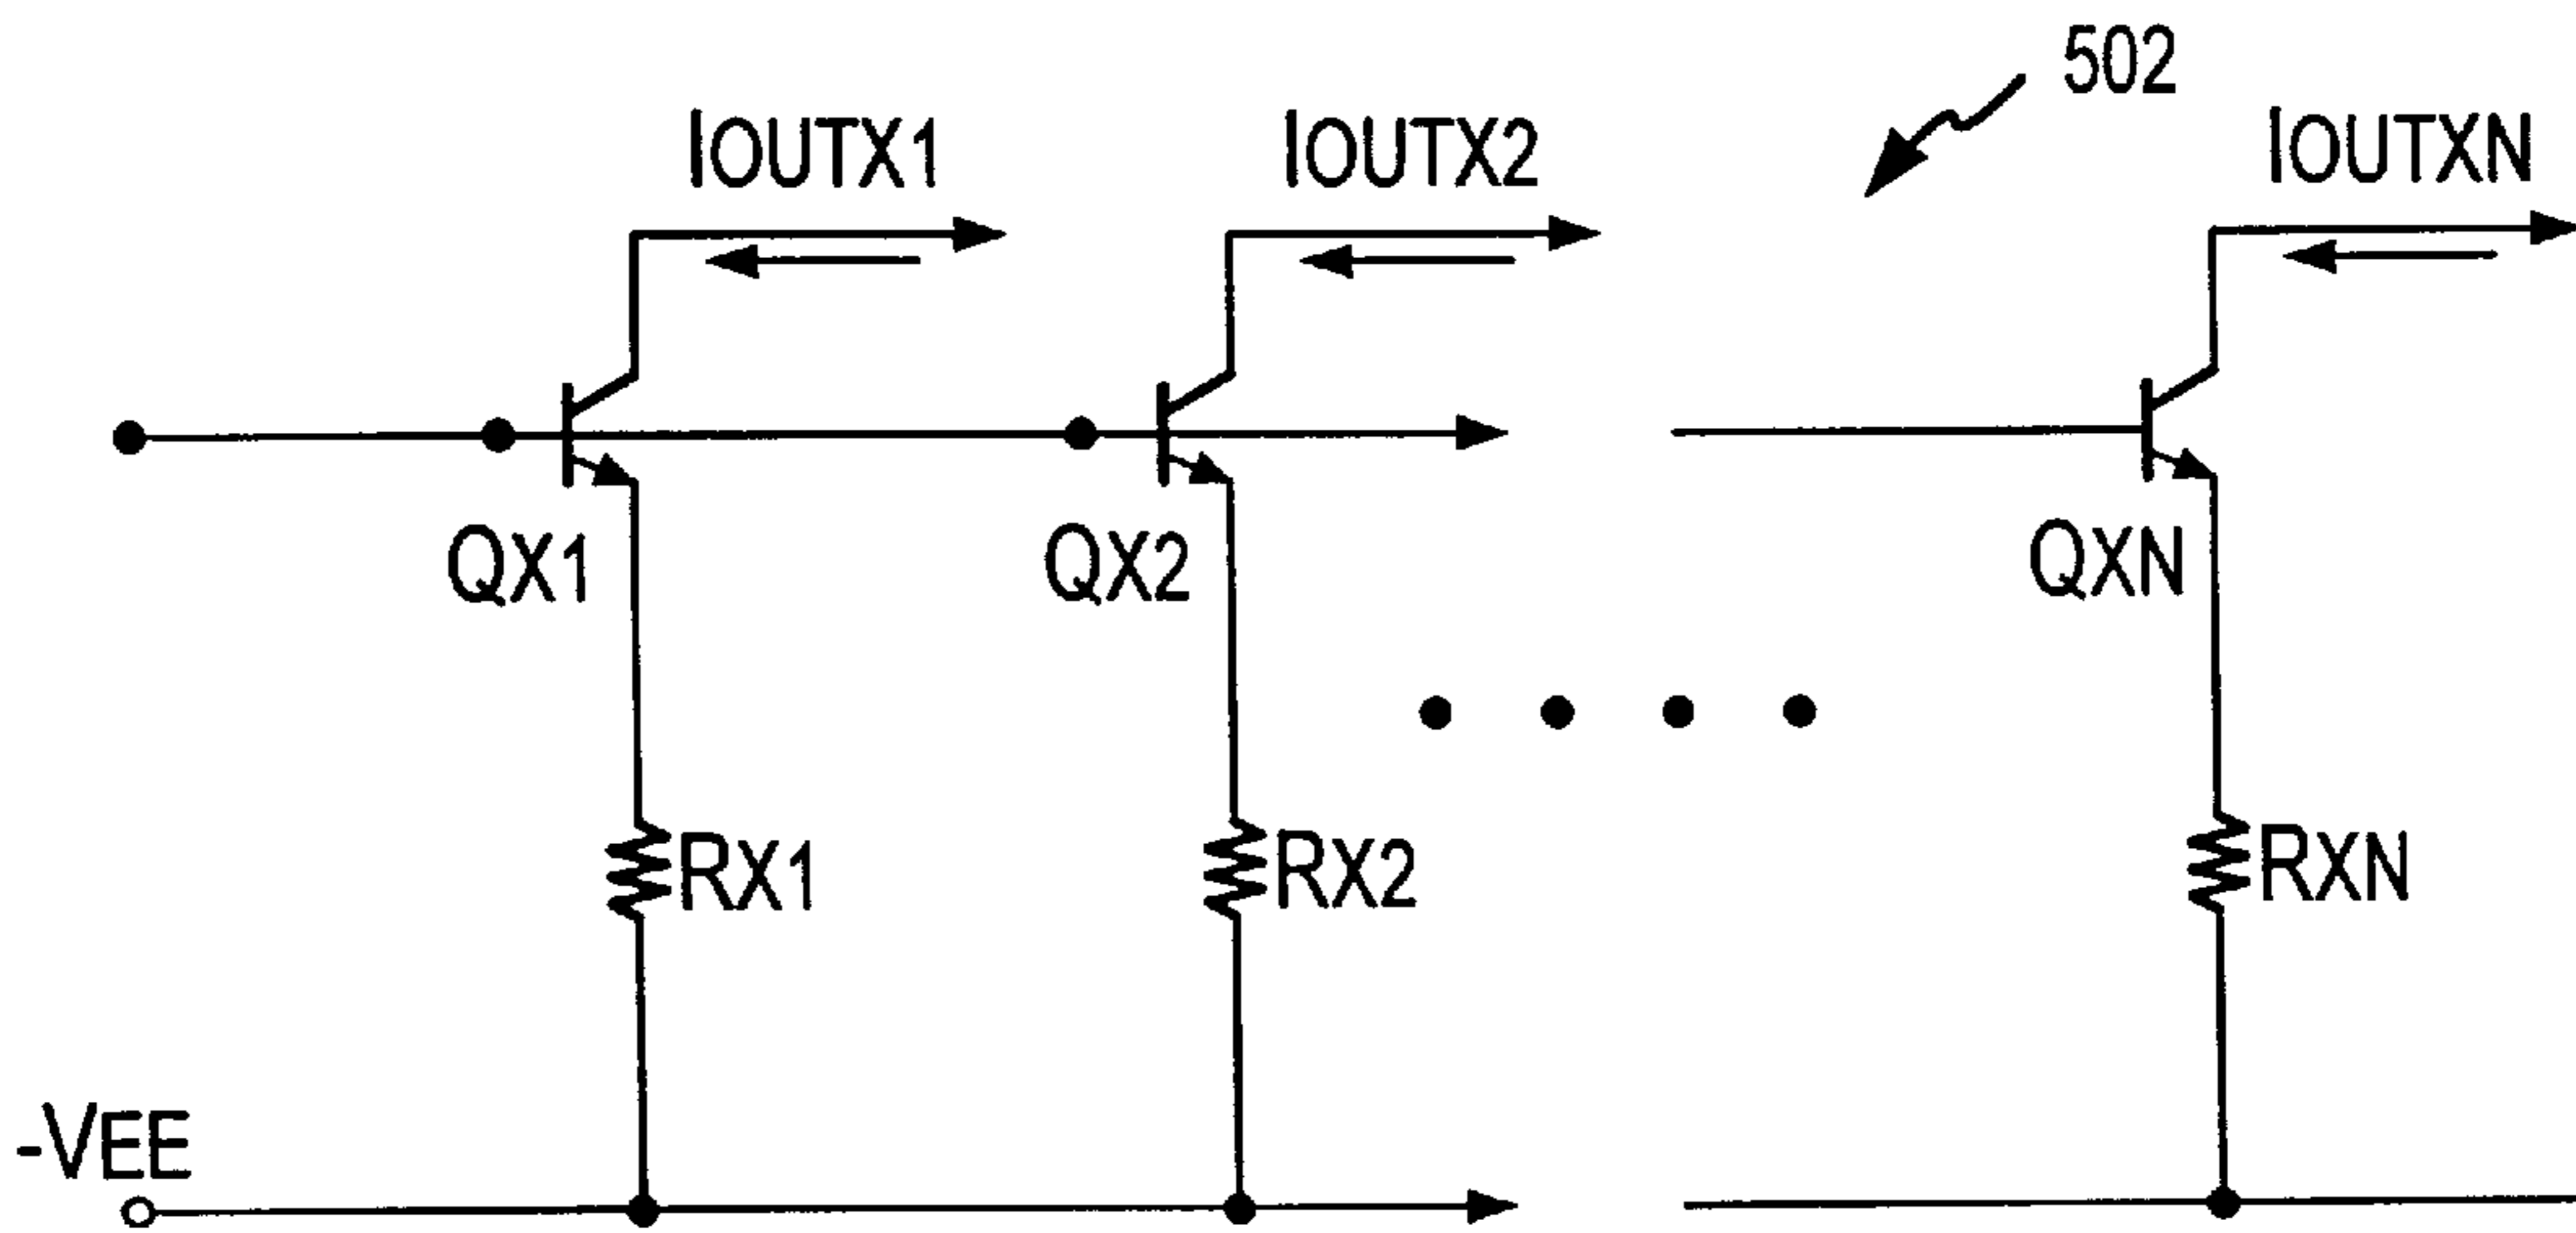 502
IOUTX1
IOUTX2
IOUTXN
QX1
QX2
QXN
RX1
RX2
RXN
-VEE